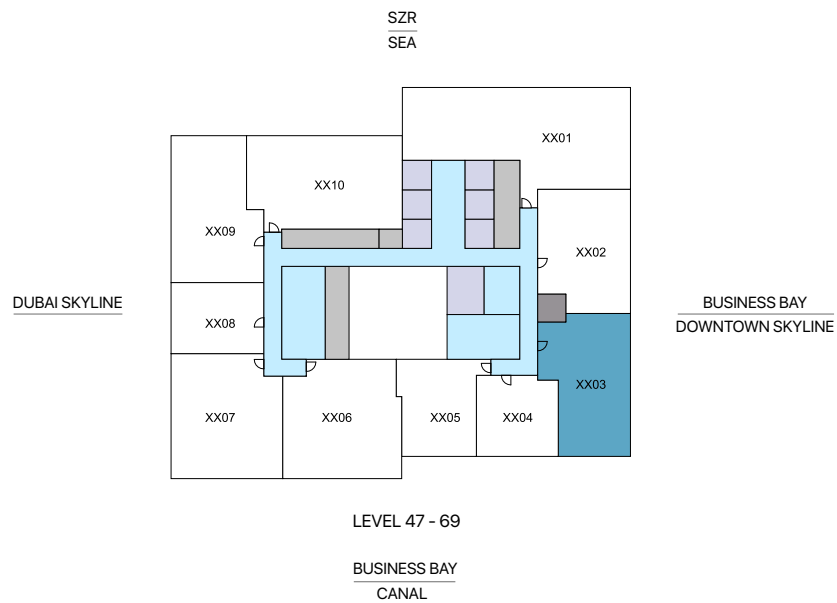 SZR
SEA
XX01
XX10
XX09
XX02
DUBAI SKYLINE
BUSINESS BAY
DOWNTOWN SKYLINE
XX08
XX03
XX07
XX06
XX05
XX04
LEVEL 47 - 69
BUSINESS BAY
CANAL